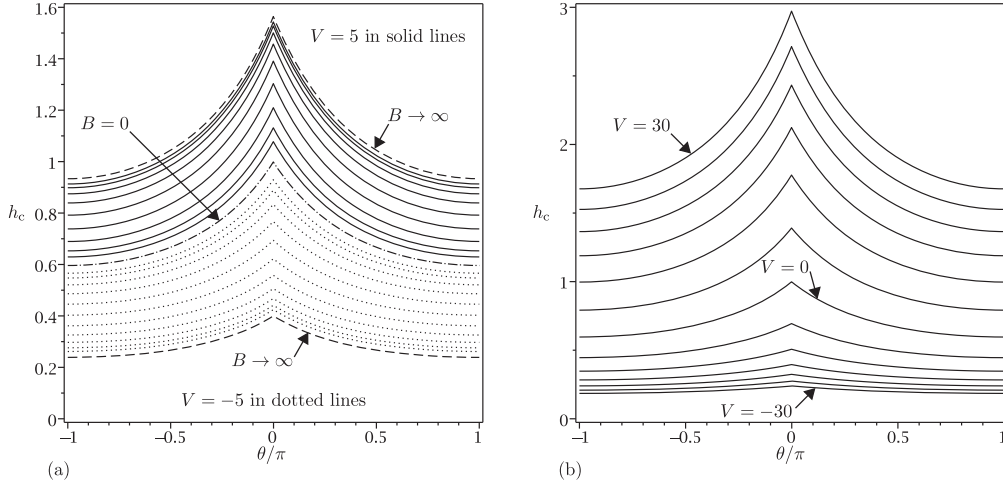 1.6
1.4
1.2
1
0.8
0.6
0.4
0.2
0
h_c
V = 5 in solid lines
B → ∞
B = 0
B → ∞
V = −5 in dotted lines
−1
−0.5
0
0.5
1
θ/π
(a)
3
2
1
0
h_c
V = 30
V = 0
V = −30
−1
−0.5
0
0.5
1
θ/π
(b)